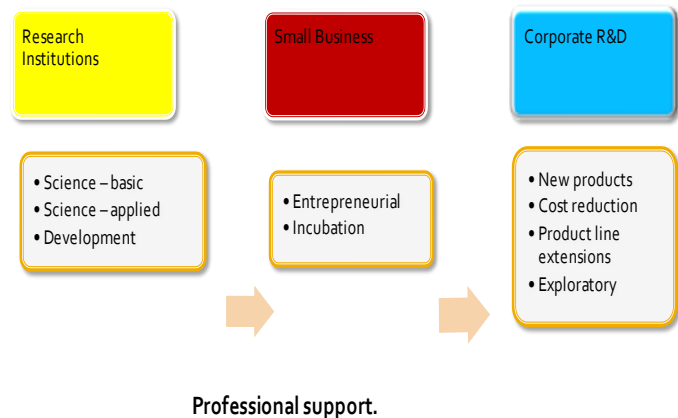 Research
Institutions
Small Business
Corporate R&D
• Science – basic
• Science – applied
• Development
• Entrepreneurial
• Incubation
• New products
• Cost reduction
• Product line
extensions
• Exploratory
Professional support.